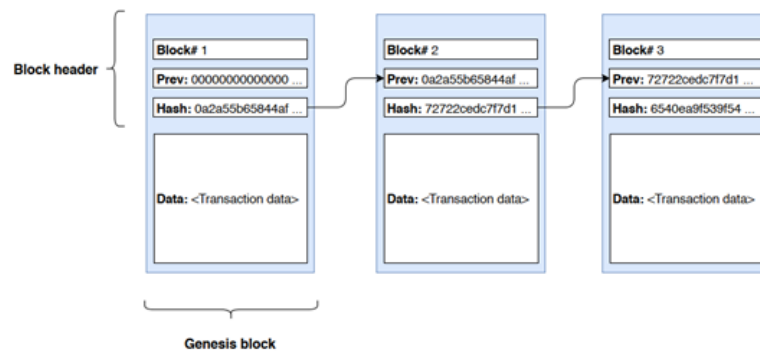 Block# 1
Block# 2
Block# 3
Block header
Prev: 00000000000000 ...
Prev: 0a2a55b65844af ...
Prev: 72722cedc7f7d1 ...
Hash: 0a2a55b65844af ...
Hash: 72722cedc7f7d1 ...
Hash: 6540ea9f539f54 ...
Data: <Transaction data>
Data: <Transaction data>
Data: <Transaction data>
Genesis block